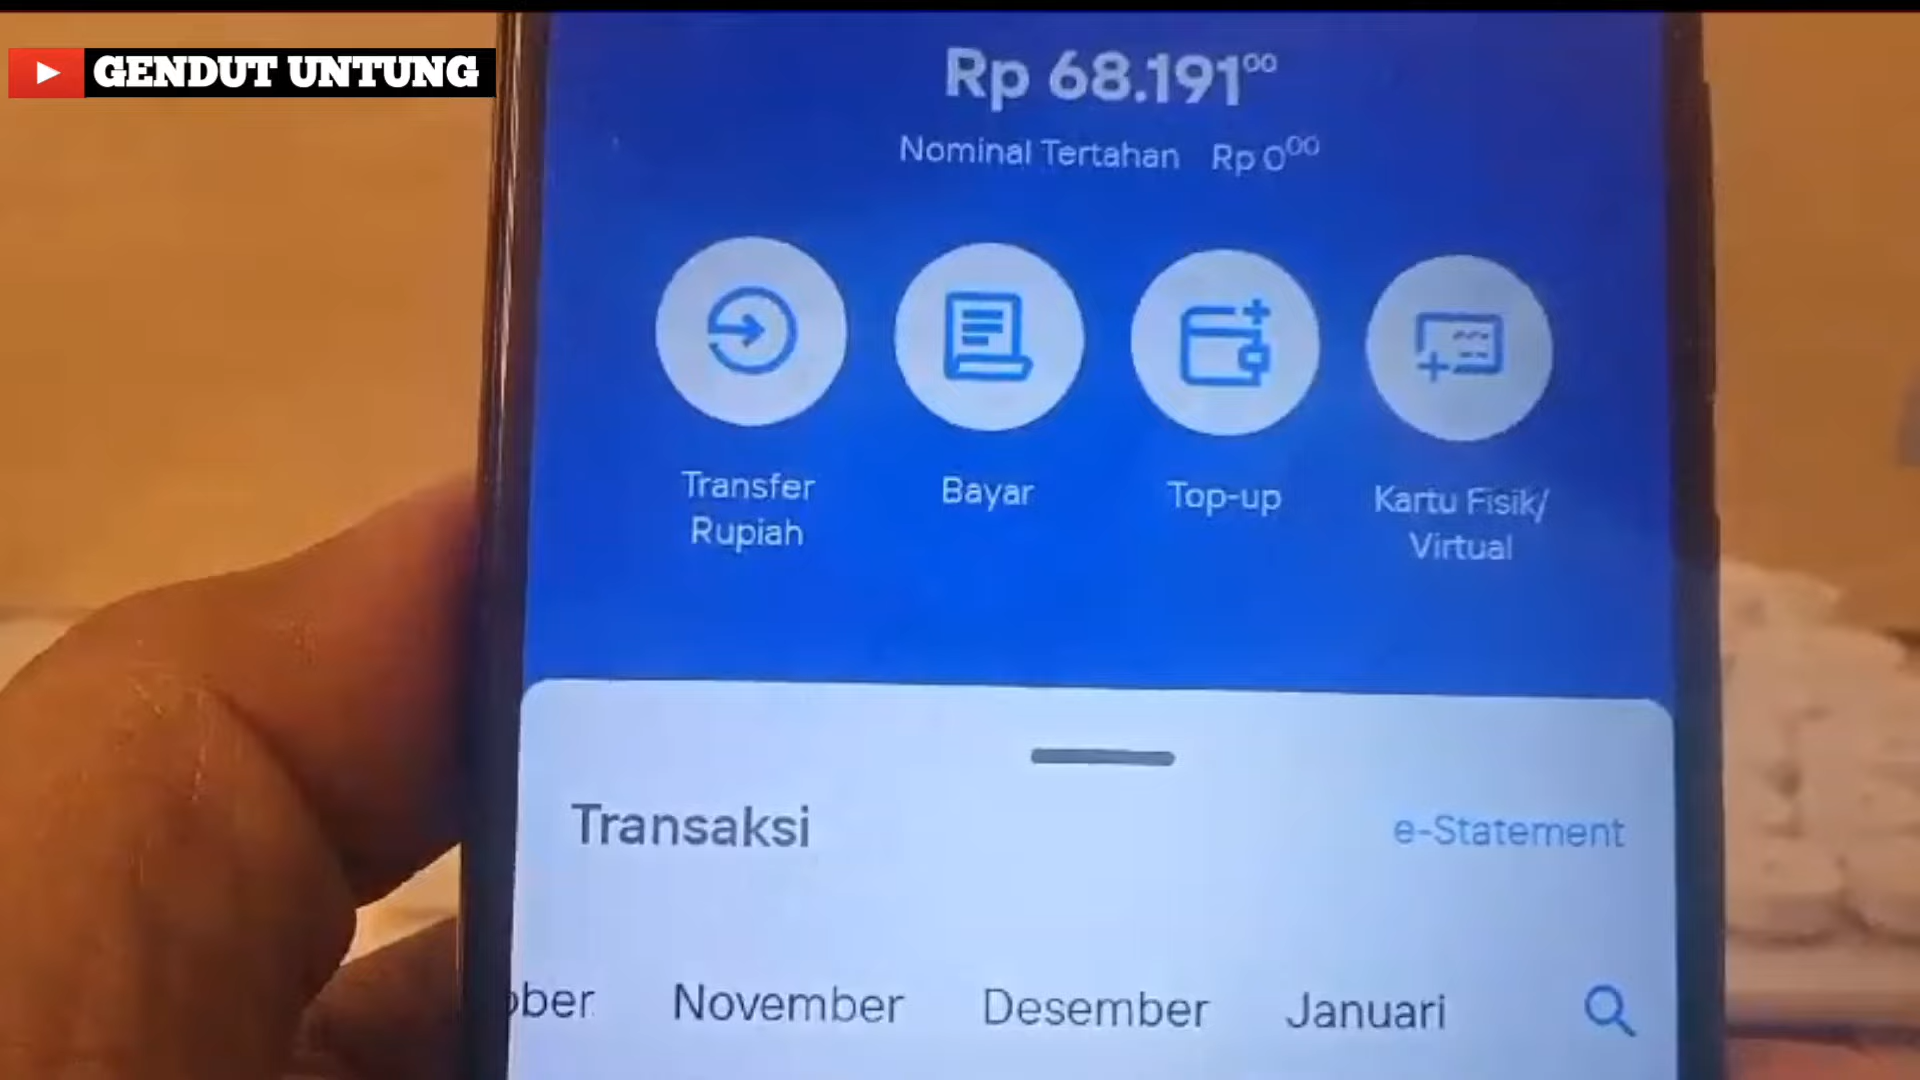 GENDUT UNTUNG
Rp 68.191⁰⁰
Nominal Tertahan Rp 0⁰⁰
Transfer
Rupiah
Bayar
Top-up
Kartu Fisik/
Virtual
Transaksi
e-Statement
ober November Desember Januari